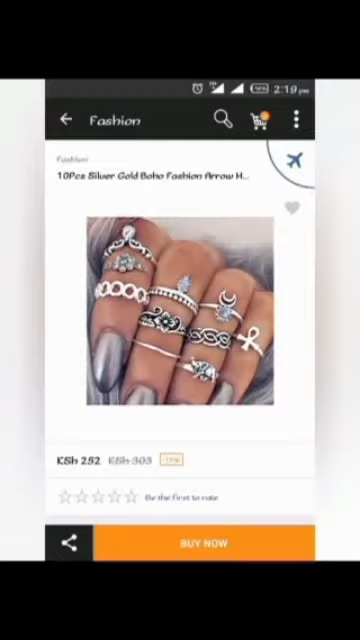 2:19 PM
Fashion
Fashion
10Pcs Silver Gold Boho Fashion Arrow H...
KSh 252 KSh 303
Be the first to rate
BUY NOW